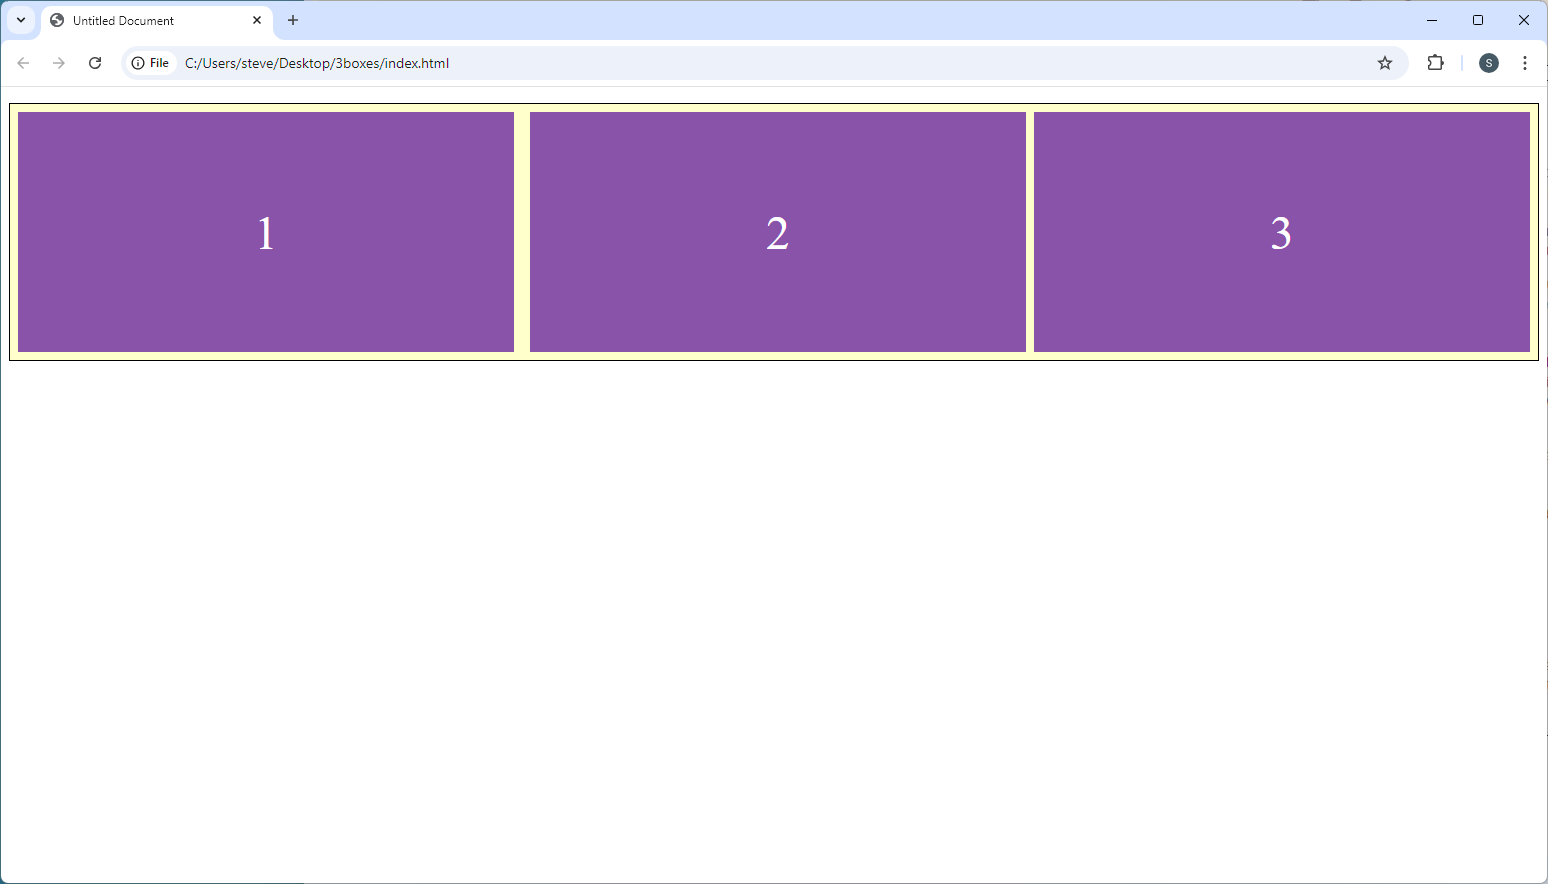 Untitled Document
File C:/Users/steve/Desktop/3boxes/index.html
S
1 2 3